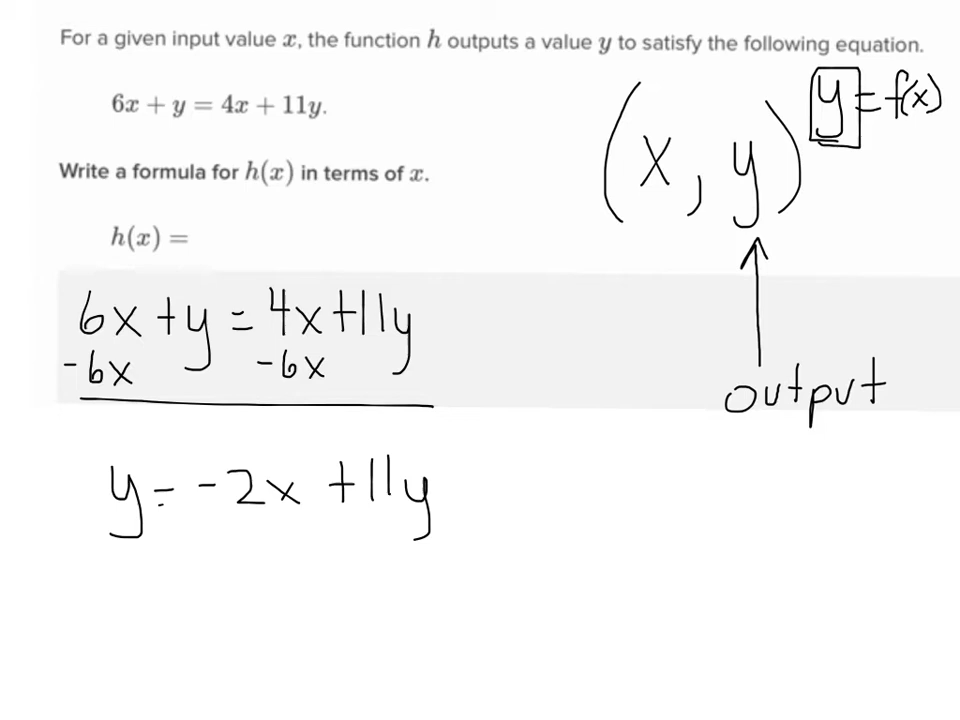 For a given input value x, the function h outputs a value y to satisfy the following equation.
6x + y = 4x + 11y.
y = f(x)
(x, y)
Write a formula for h(x) in terms of x.
h(x) =
6x + y = 4x + 11y
-6x -6x
output
y = -2x + 11y